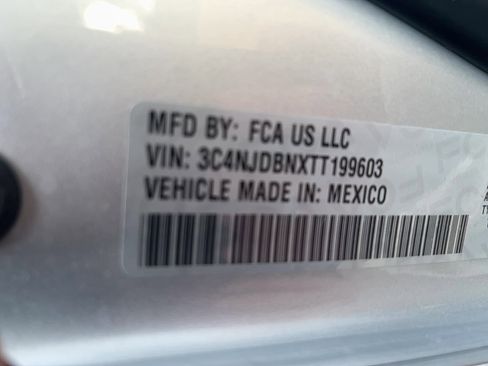 MFD BY: FCA US LLC
VIN: 3C4NJDBNXTT199603
VEHICLE MADE IN: MEXICO